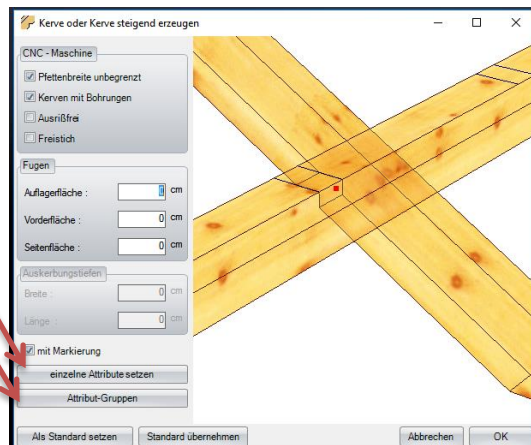 Kerve oder Kerve steigend erzeugen
CNC - Maschine
Pfettenbreite unbegrenzt
Kerven mit Bohrungen
Ausrißfrei
Freistich
Fugen
Auflagerfläche : 0 cm
Vorderfläche : 0 cm
Seitenfläche : 0 cm
Auskerbungstiefen
Breite : 0 cm
Länge : 0 cm
mit Markierung
einzelne Attribute setzen
Attribut-Gruppen
Als Standard setzen Standard übernehmen Abbrechen OK